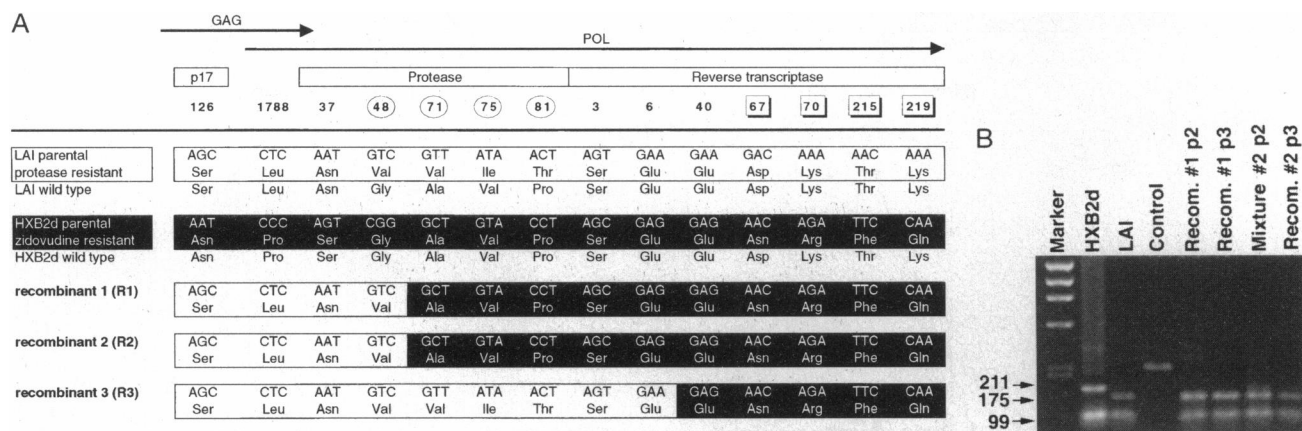 A
GAG
POL
p17 Protease Reverse transcriptase
126 1788 37 48 71 75 81 3 6 40 67 70 215 219
LAI parental AGC CTC AAT GTC GTT ATA ACT AGT GAA GAA GAC AAA AAC AAA
protease resistant Ser Leu Asn Val Val Ile Thr Ser Glu Glu Asp Lys Thr Lys
LAI wild type Ser Leu Asn Gly Ala Val Pro Ser Glu Glu Asp Lys Thr Lys
HXB2d parental AAT CCC AGT CGG GCT GTA CCT AGC GAG GAG AAC AGA TTC CAA
zidovudine resistant Asn Pro Ser Gly Ala Val Pro Ser Glu Glu Asn Arg Phe Gln
HXB2d wild type Asn Pro Ser Gly Ala Val Pro Ser Glu Glu Asp Lys Thr Lys
recombinant 1 (R1) AGC CTC AAT GTC GCT GTA CCT AGC GAG GAG AAC AGA TTC CAA
Ser Leu Asn Val Ala Val Pro Ser Glu Glu Asn Arg Phe Gln
recombinant 2 (R2) AGC CTC AAT GTC GCT GTA CCT AGC GAG GAG AAC AGA TTC CAA
Ser Leu Asn Val Ala Val Pro Ser Glu Glu Asn Arg Phe Gln
recombinant 3 (R3) AGC CTC AAT GTC GTT ATA ACT AGT GAA GAG AAC AGA TTC CAA
Ser Leu Asn Val Val Ile Thr Ser Glu Glu Asn Arg Phe Gln
B
Marker
HXB2d
LAI
Control
Recom. #1 p2
Recom. #1 p3
Mixture #2 p2
Recom. #2 p3
211
175
99